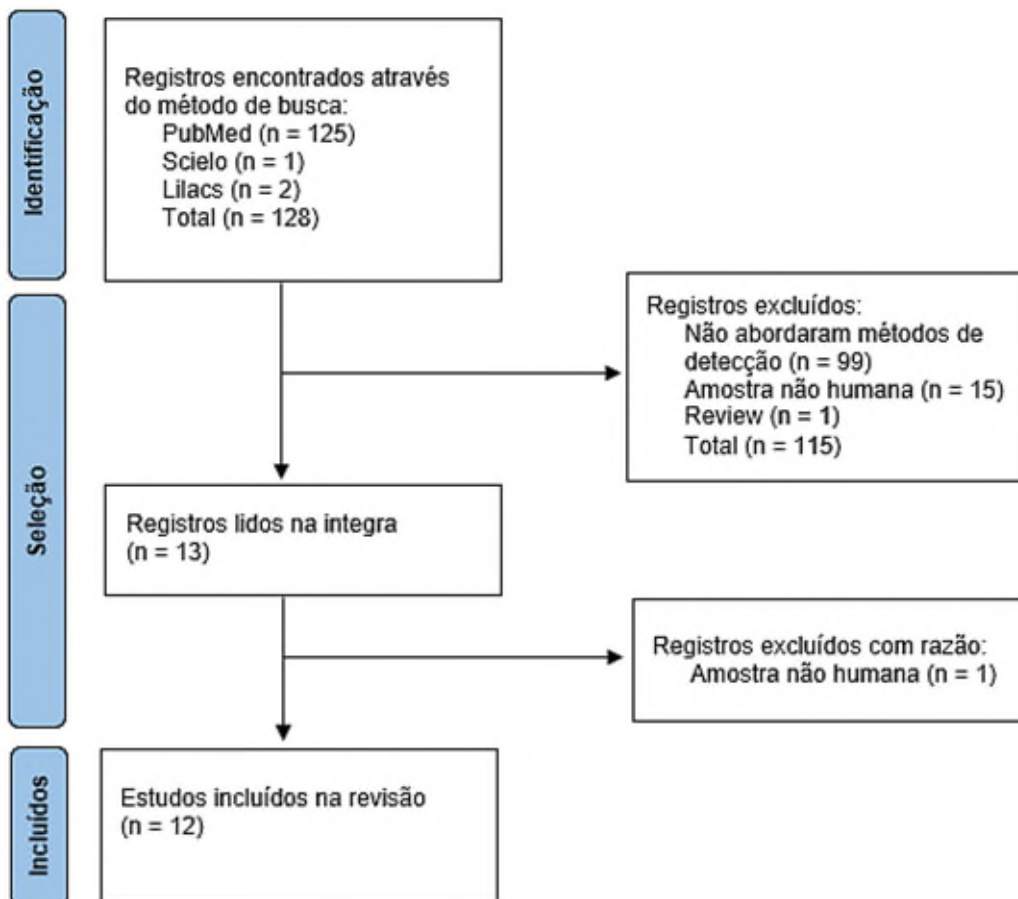 Identificação
Registros encontrados através
do método de busca:
PubMed (n = 125)
Scielo (n = 1)
Lilacs (n = 2)
Total (n = 128)
Seleção
Registros excluídos:
Não abordaram métodos de
detecção (n = 99)
Amostra não humana (n = 15)
Review (n = 1)
Total (n = 115)
Registros lidos na integra
(n = 13)
Registros excluídos com razão:
Amostra não humana (n = 1)
Incluídos
Estudos incluídos na revisão
(n = 12)